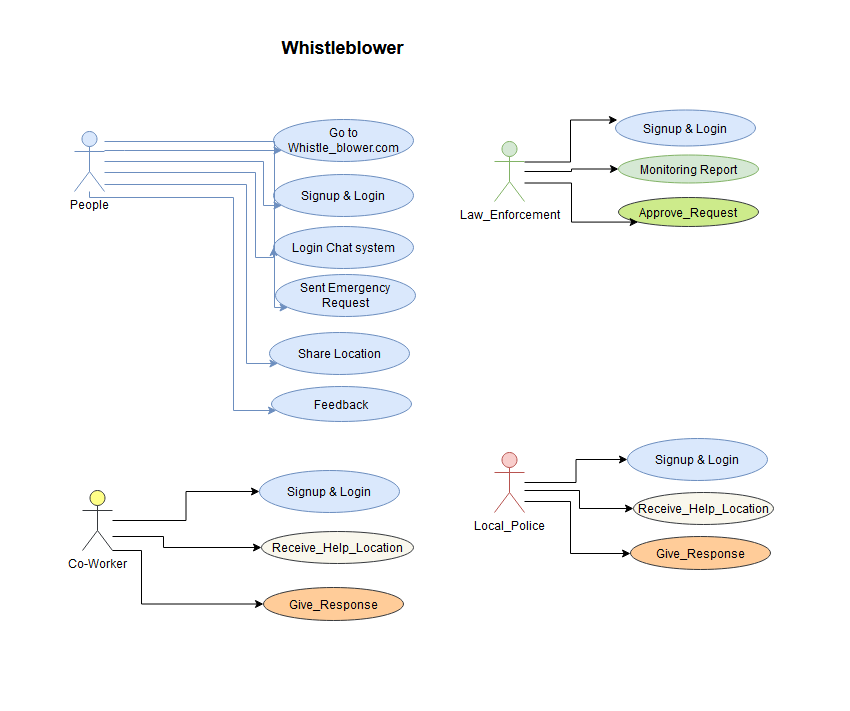 Whistleblower
Go to
Whistle_blower.com
Signup & Login
Login Chat system
Sent Emergency
Request
Share Location
Feedback
People
Signup & Login
Monitoring Report
Approve_Request
Law_Enforcement
Signup & Login
Receive_Help_Location
Give_Response
Co-Worker
Signup & Login
Receive_Help_Location
Give_Response
Local_Police